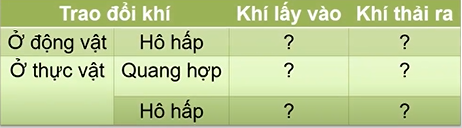 Trao đổi khí Khí lấy vào Khí thải ra
Ở động vật Hô hấp ? ?
Ở thực vật Quang hợp ? ?
Hô hấp ? ?